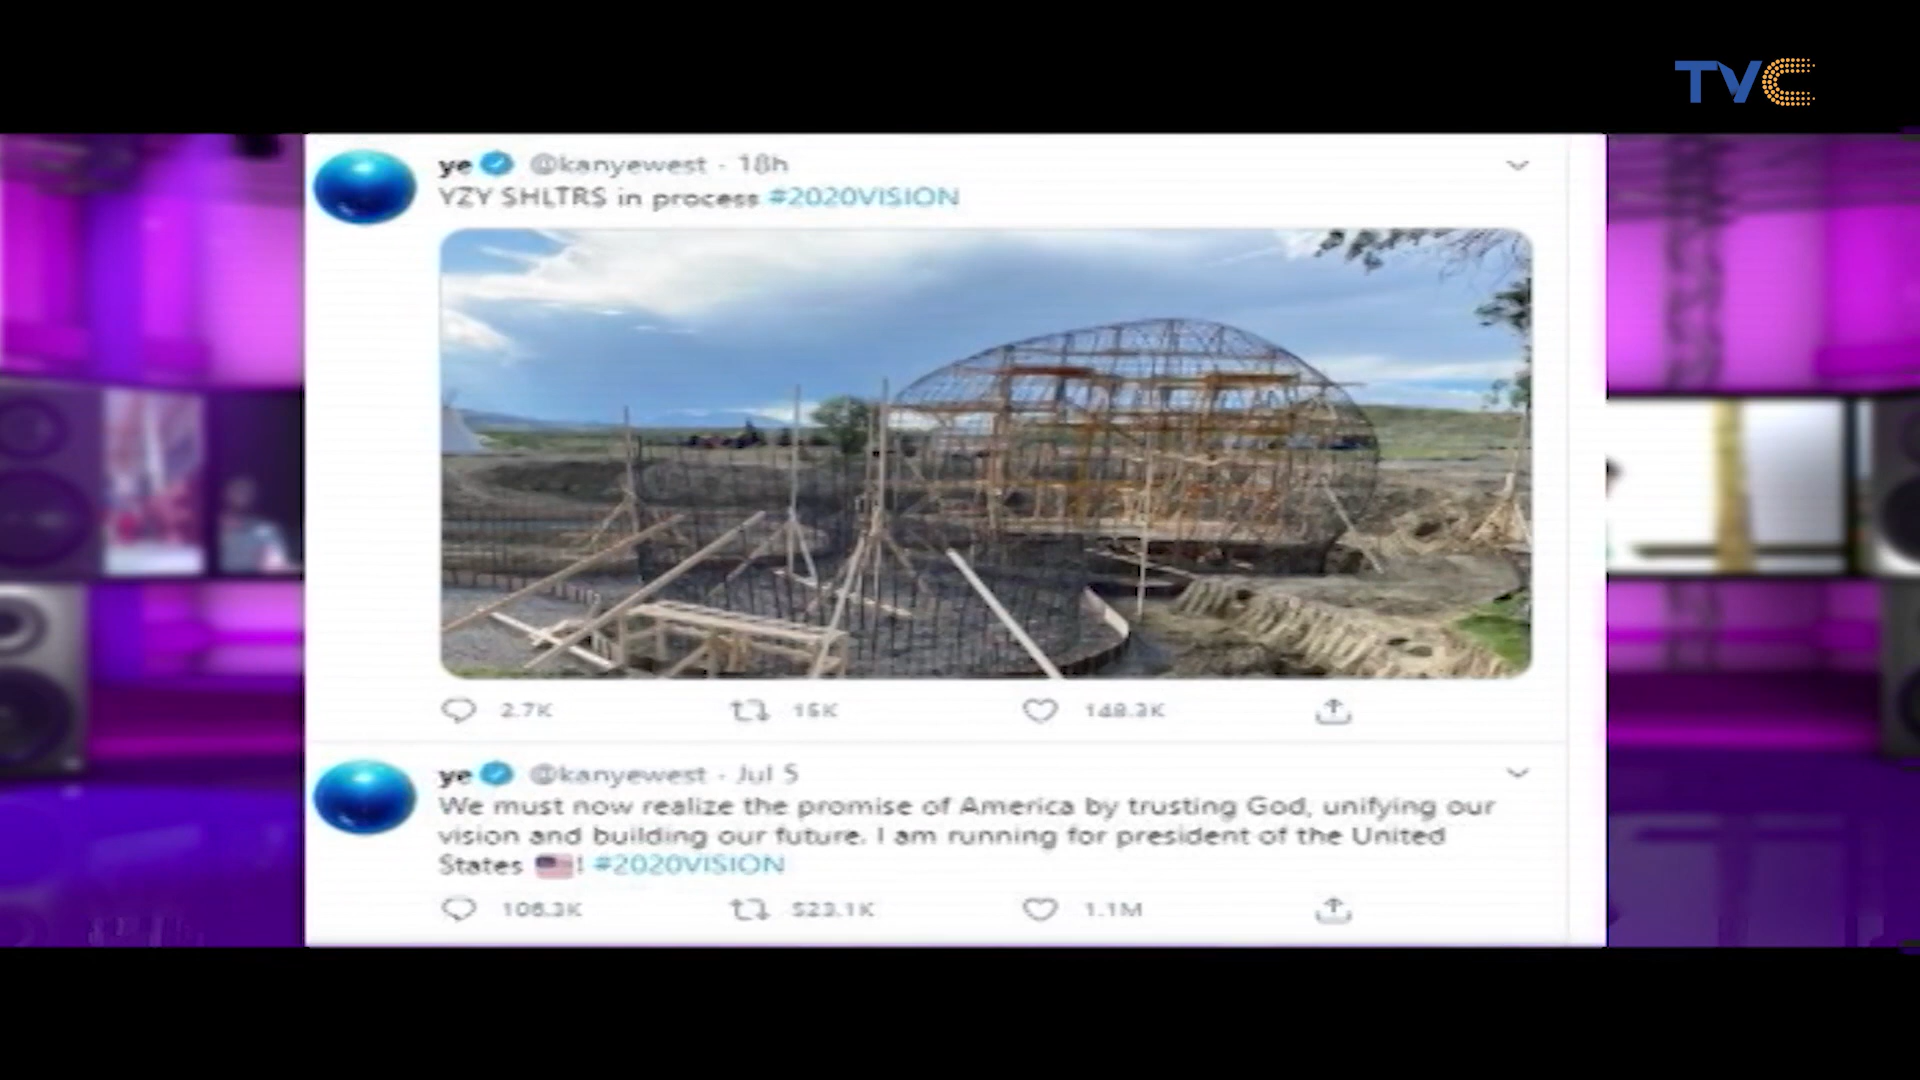 TVC
ye @kanyewest · 18h
YZY SHLTRS in process #2020VISION
2.7K 15K 148.3K
ye @kanyewest · Jul 5
We must now realize the promise of America by trusting God, unifying our
vision and building our future. I am running for president of the United
States 🇺🇸! #2020VISION
106.3K 523.1K 1.1M